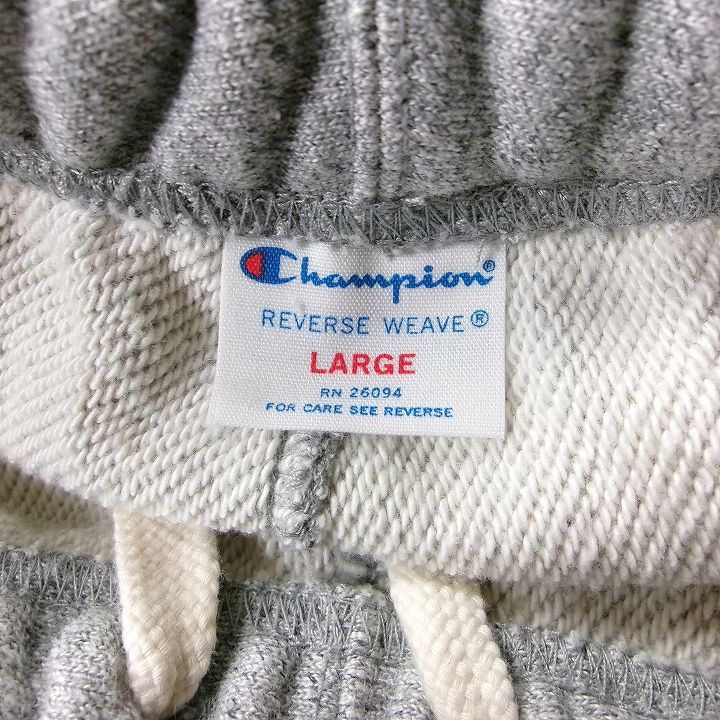 Champion®
REVERSE WEAVE®
LARGE
RN 26094
FOR CARE SEE REVERSE